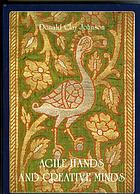 Donald Clay Johnson
AGILE HANDS
AND CREATIVE MINDS